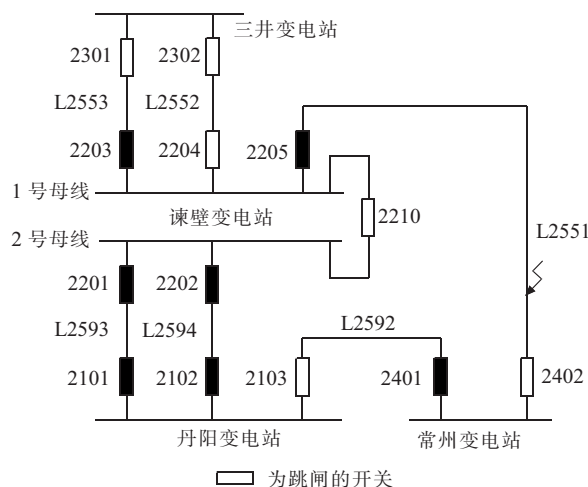 三井变电站
2301
2302
L2553
L2552
2203
2204
2205
1 号母线
谏壁变电站
2210
2 号母线
L2551
2201
2202
L2593
L2594
L2592
2101
2102
2103
2401
2402
丹阳变电站
常州变电站
为跳闸的开关